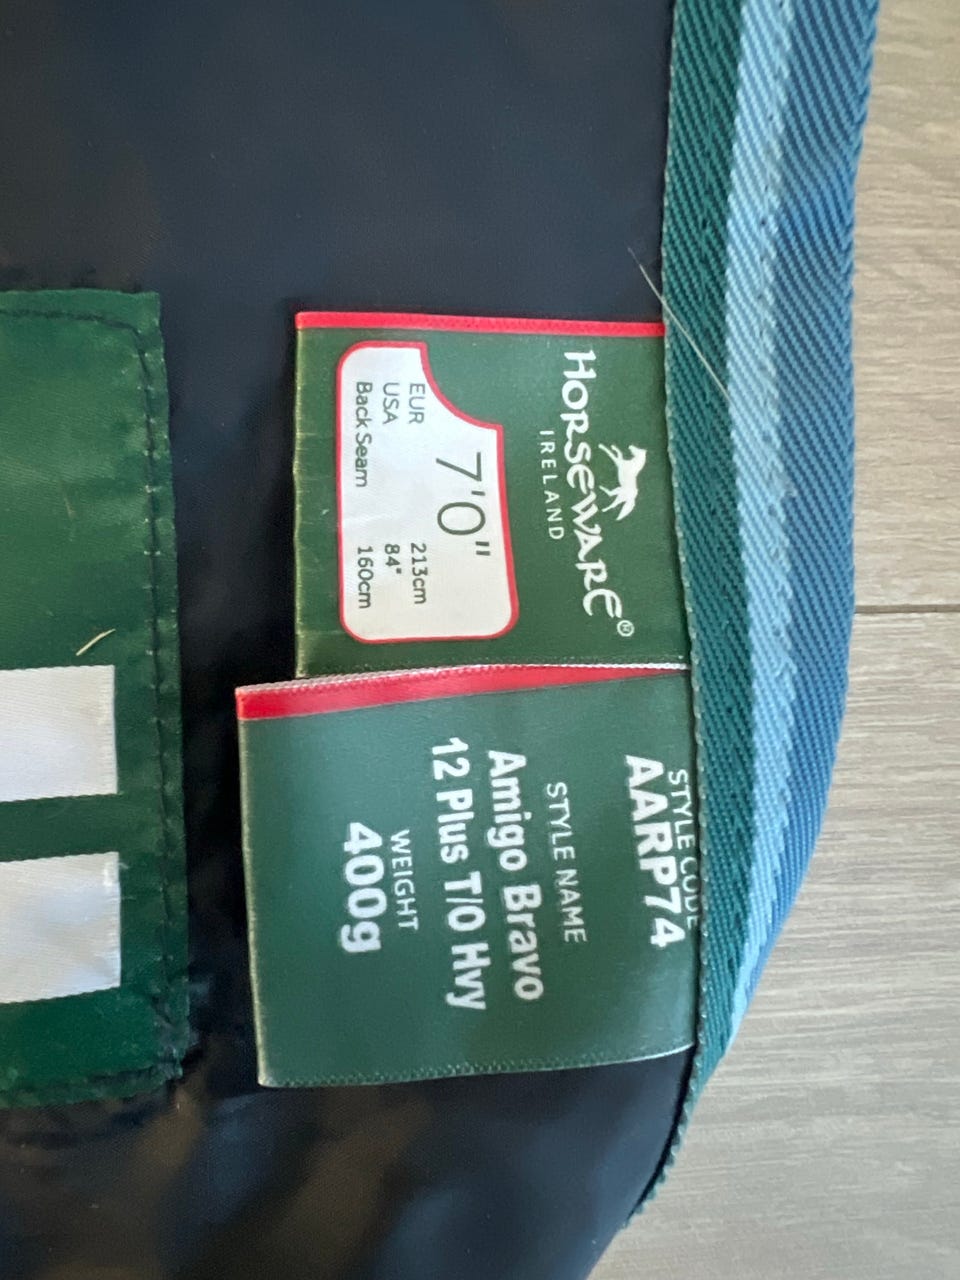 HORSEWARE®
IRELAND
7'0"
EUR 213cm
USA 84"
Back Seam 160cm
STYLE CODE
AARP74
STYLE NAME
Amigo Bravo
12 Plus T/O Hvy
WEIGHT
400g